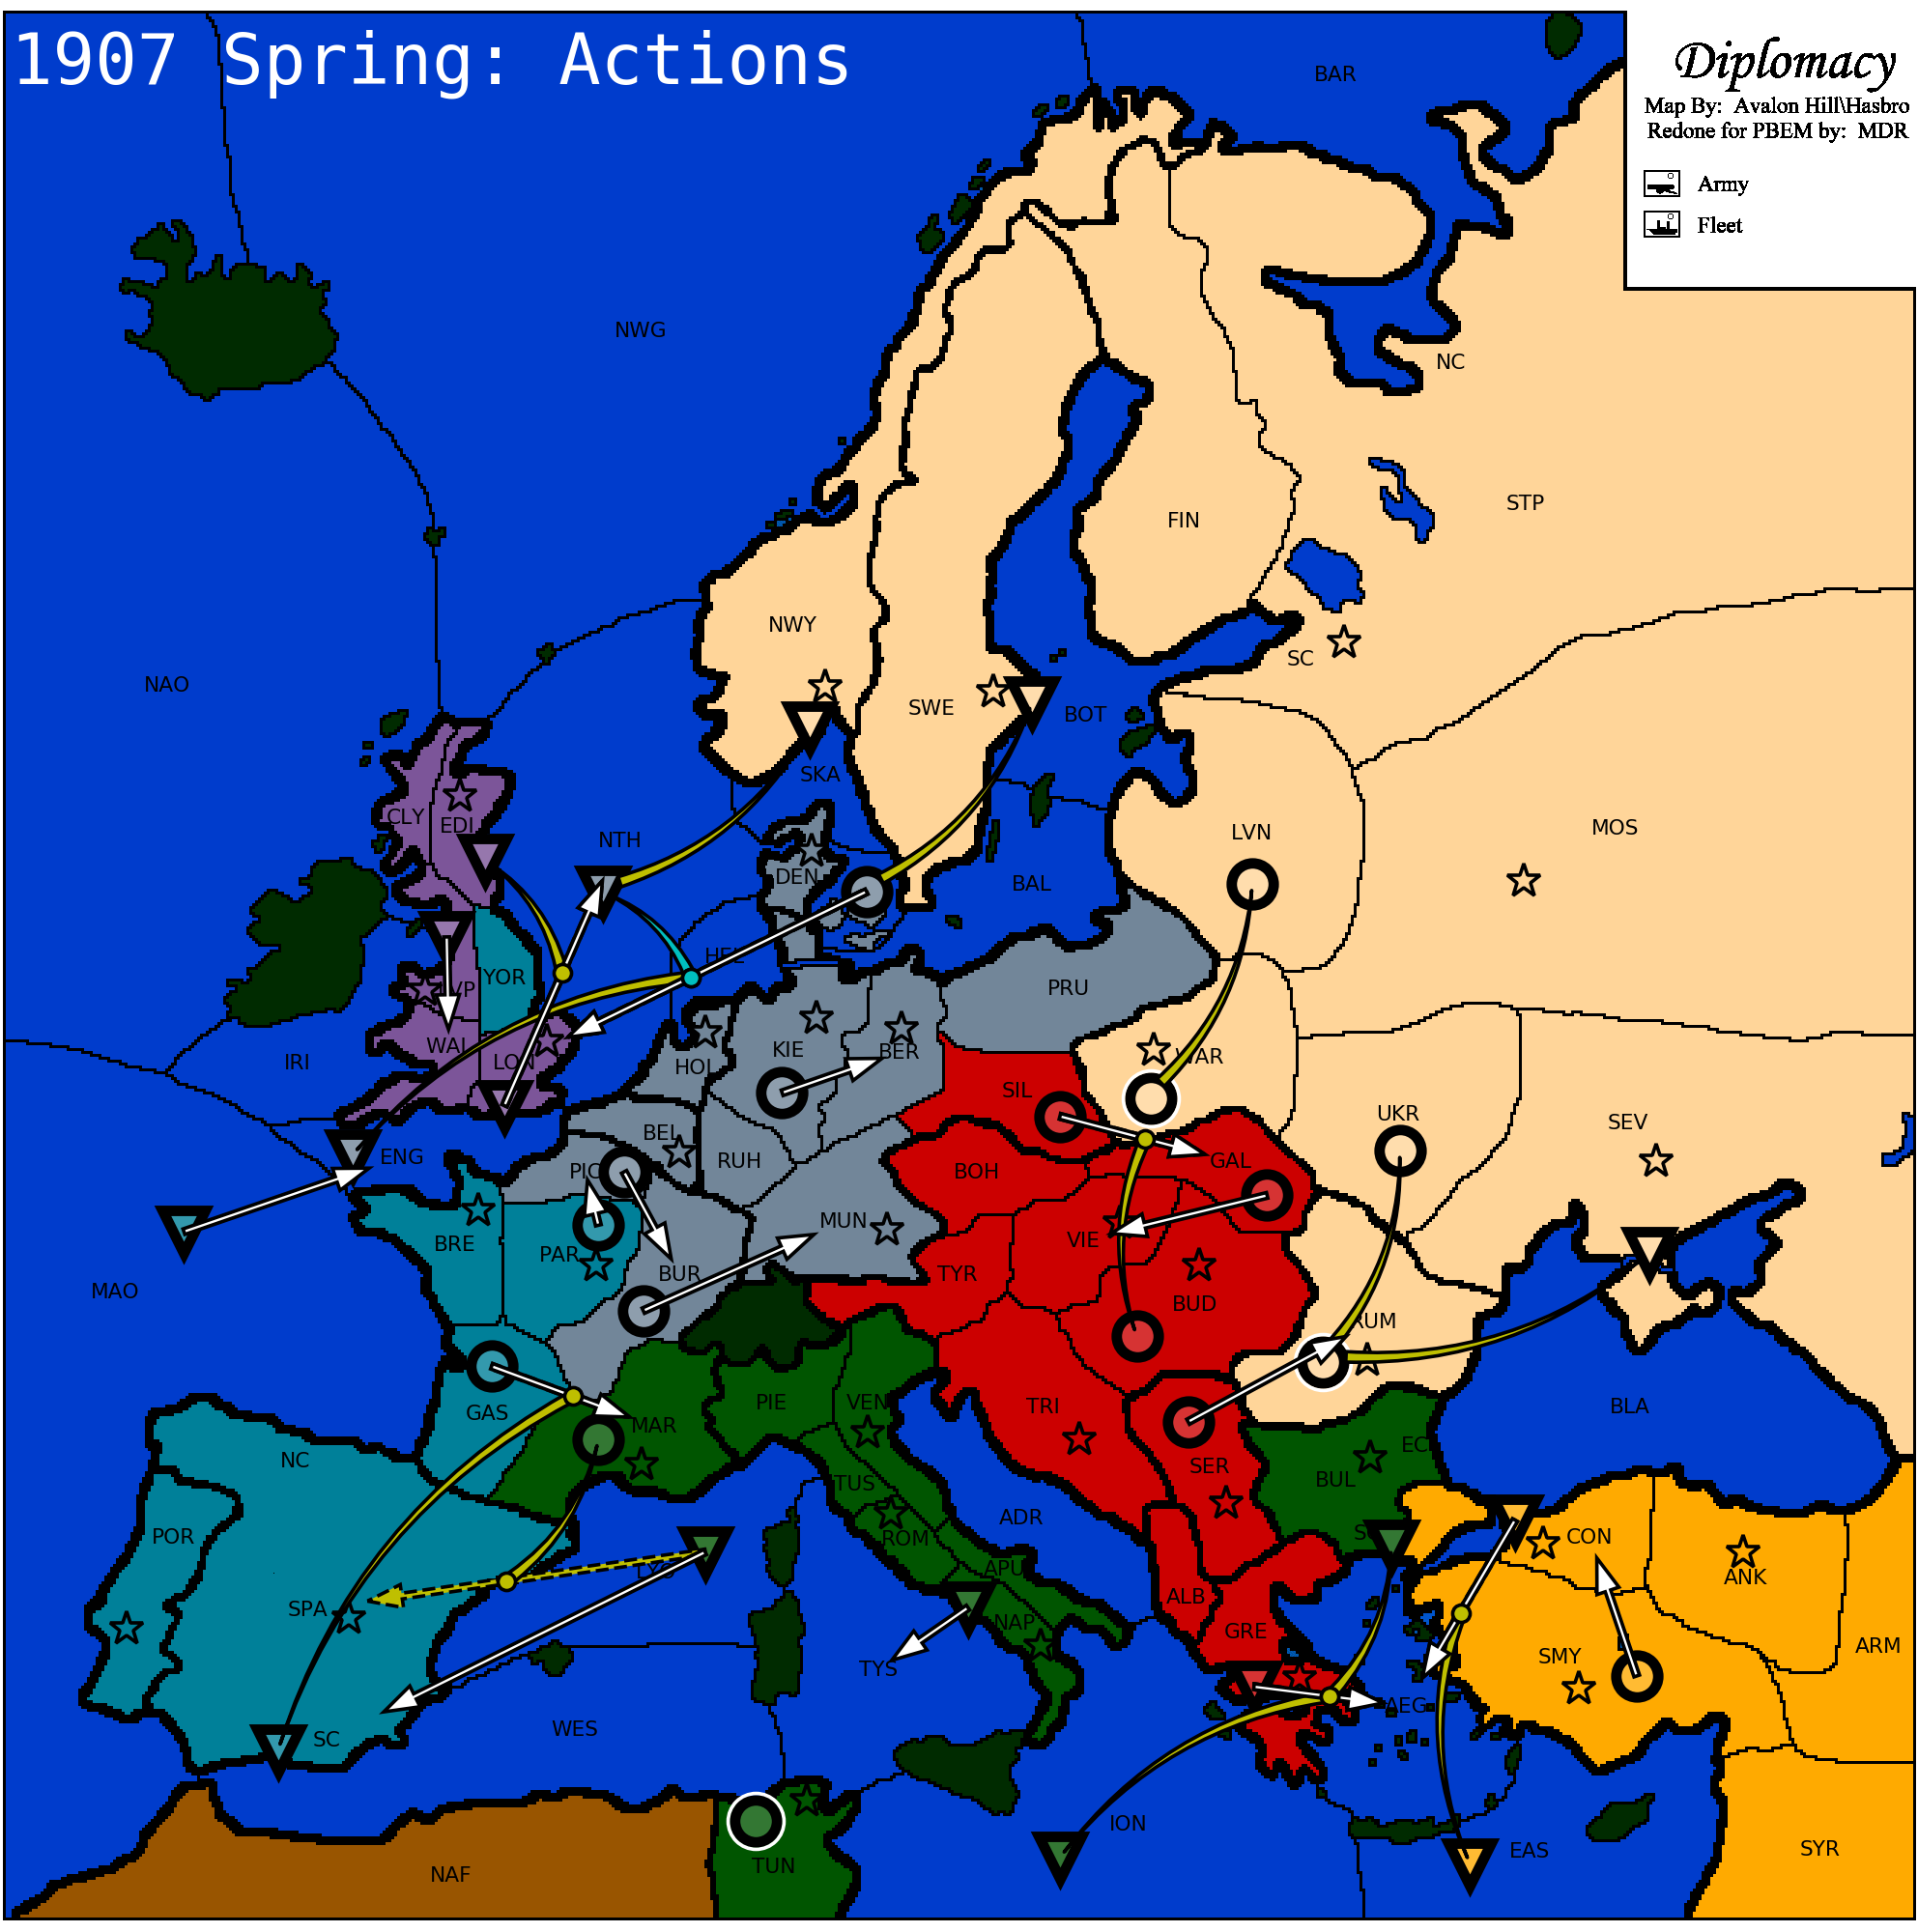 1907 Spring: Actions
Diplomacy
Map By: Avalon Hill\Hasbro
Redone for PBEM by: MDR
Army
Fleet
BAR
NWG
NC
STP
FIN
NWY
SC
NAO
SWE
BOT
SKA
CLY
EDI
NTH
LVN
MOS
DEN
BAL
YOR
PRU
IRI
WAL
HOL
KIE
BER
WAR
SIL
UKR
SEV
ENG
BEL
PIC
RUH
BOH
GAL
MUN
BRE
PAR
VIE
BUR
TYR
MAO
BUD
RUM
GAS
MAR
PIE
VEN
TRI
BLA
NC
SER
BUL
TUS
POR
ADR
CON
ROM
APU
ANK
SPA
ALB
NAP
GRE
ARM
TYS
SMY
AEG
SC
WES
ION
EAS
SYR
TUN
NAF